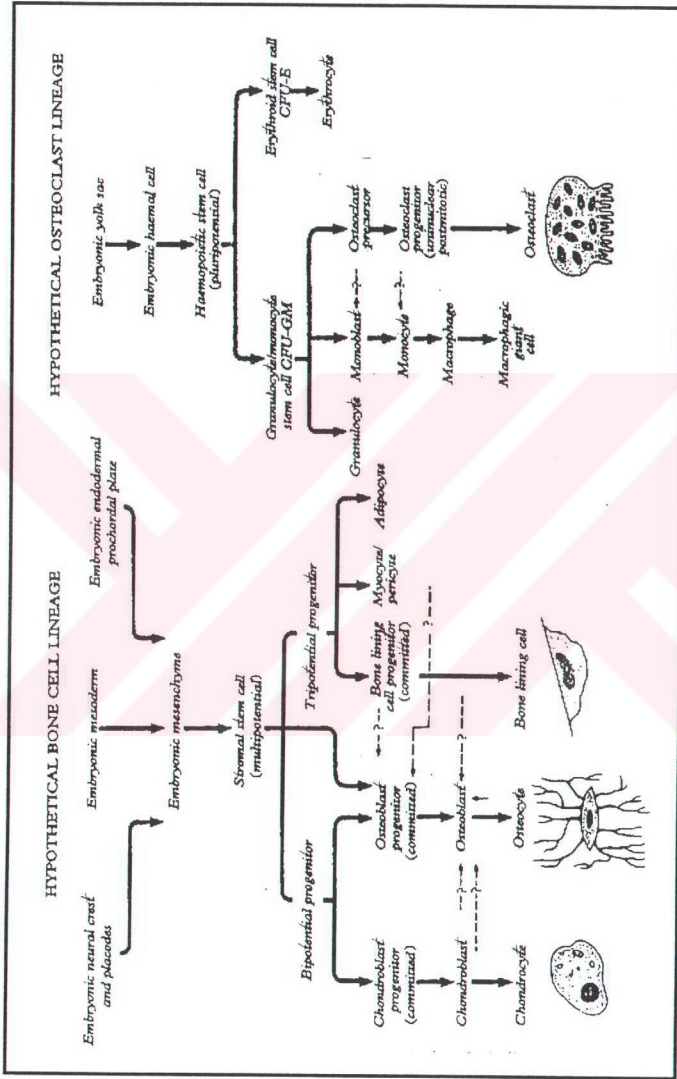 HYPOTHETICAL BONE CELL LINEAGE
Embryonic neural crest
and placodes
Embryonic mesoderm
Embryonic endodermal
prochordal plate
Embryonic mesenchyme
Stromal stem cell
(multipotential)
Bipotential progenitor
Tripotential progenitor
Chondroblast
progenitor
(committed)
Osteoblast
progenitor
(committed)
Bone lining
cell progenitor
(committed)
Myocyte/
pericyte
Adipocyte
?
?
Chondroblast
Osteoblast
?
?
?
Chondrocyte
Osteocyte
Bone lining cell
HYPOTHETICAL OSTEOCLAST LINEAGE
Embryonic yolk sac
Embryonic haemal cell
Haemopoietic stem cell
(pluripotential)
Granulocyte/monocyte
stem cell CFU-GM
Erythroid stem cell
CFU-E
Erythrocyte
Granulocyte
Monoblast
?
Osteoclast
precursor
Monocyte
?
Osteoclast
progenitor
(uninuclear
postmitotic)
Macrophage
Osteoclast
Macrophagic
giant
cell